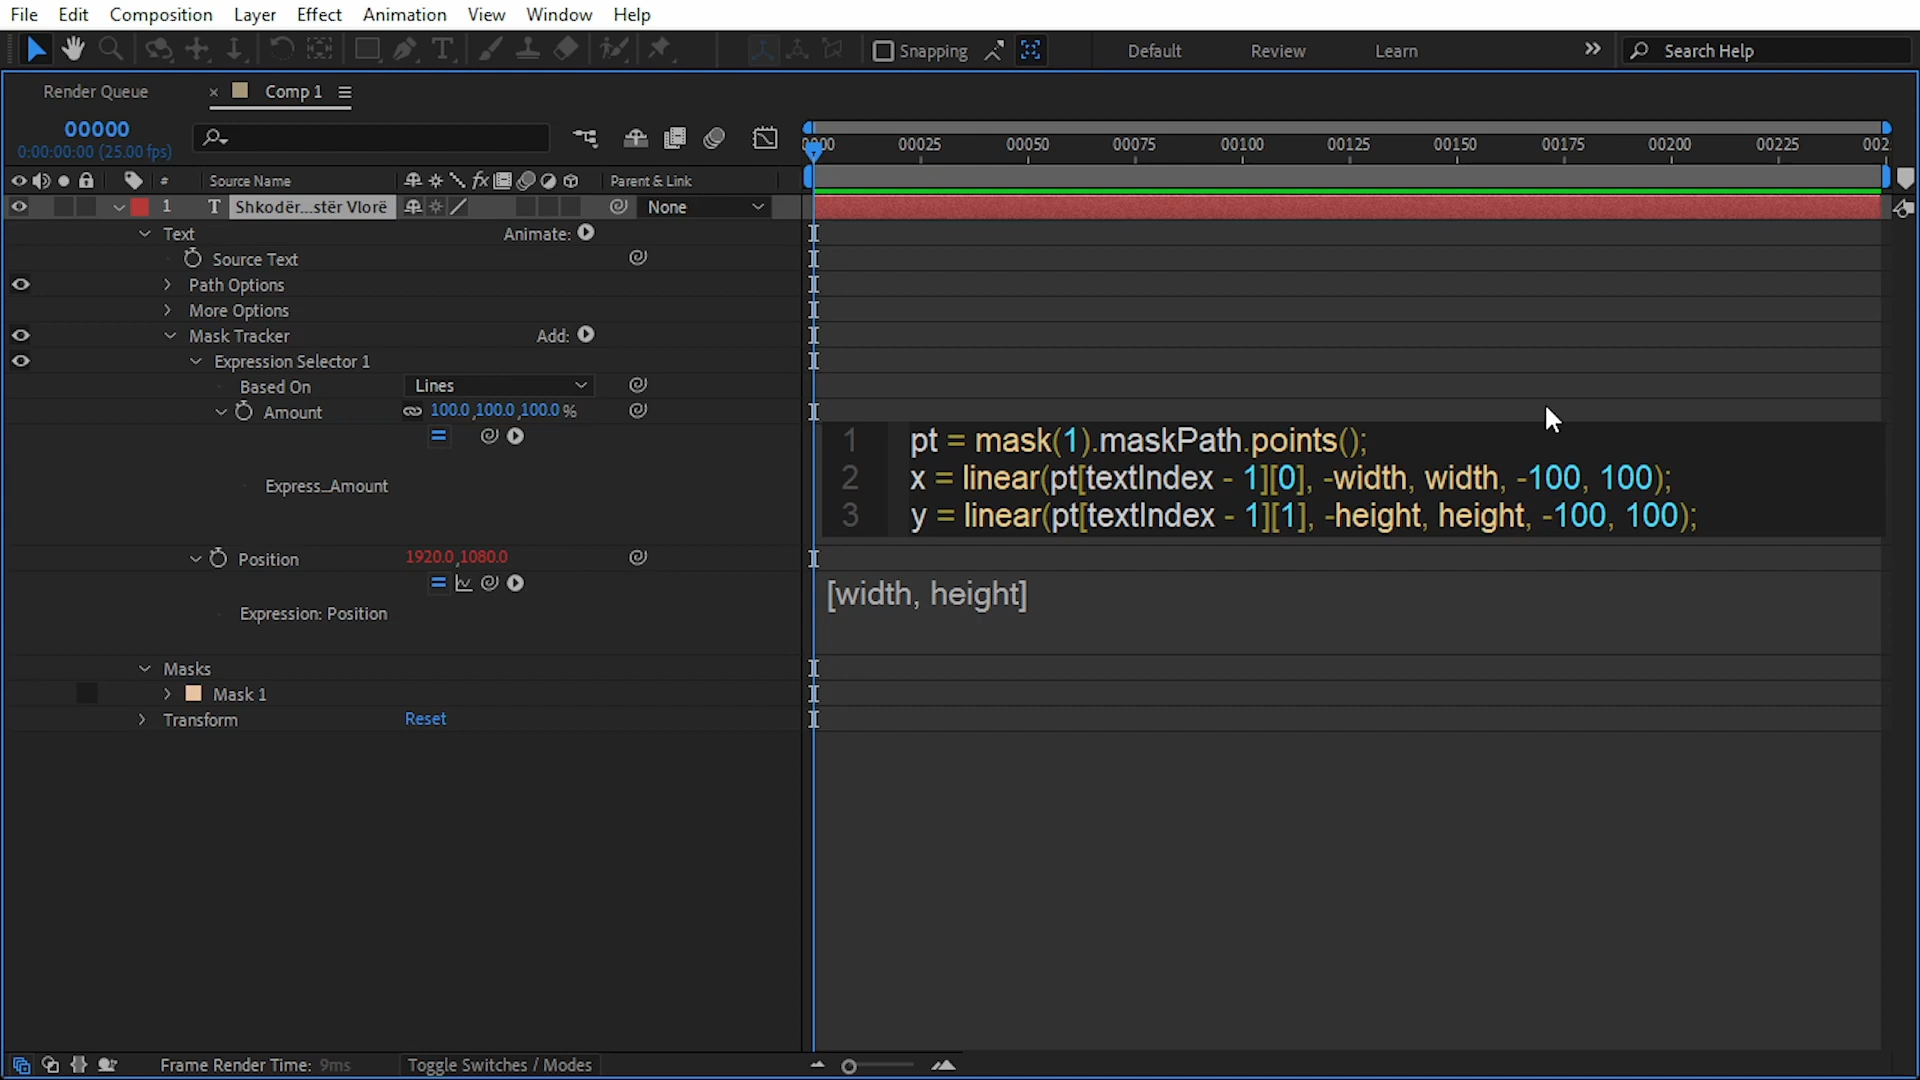 File Edit Composition Layer Effect Animation View Window Help
Snapping Default Review Learn Search Help
Render Queue × Comp 1
00000
0:00:00:00 (25.00 fps)
00025 00050 00075 00100 00125 00150 00175 00200 00225
# Source Name fx Parent & Link
1 T Shkodër...stër Vlorë None
Text Animate:
Source Text
Path Options
More Options
Mask Tracker Add:
Expression Selector 1
Based On Lines
Amount 100.0,100.0,100.0 %
Express...Amount
1 pt = mask(1).maskPath.points();
2 x = linear(pt[textIndex - 1][0], -width, width, -100, 100);
3 y = linear(pt[textIndex - 1][1], -height, height, -100, 100);
Position 1920.0,1080.0
Expression: Position
[width, height]
Masks
Mask 1
Transform Reset
Frame Render Time: 9ms Toggle Switches / Modes